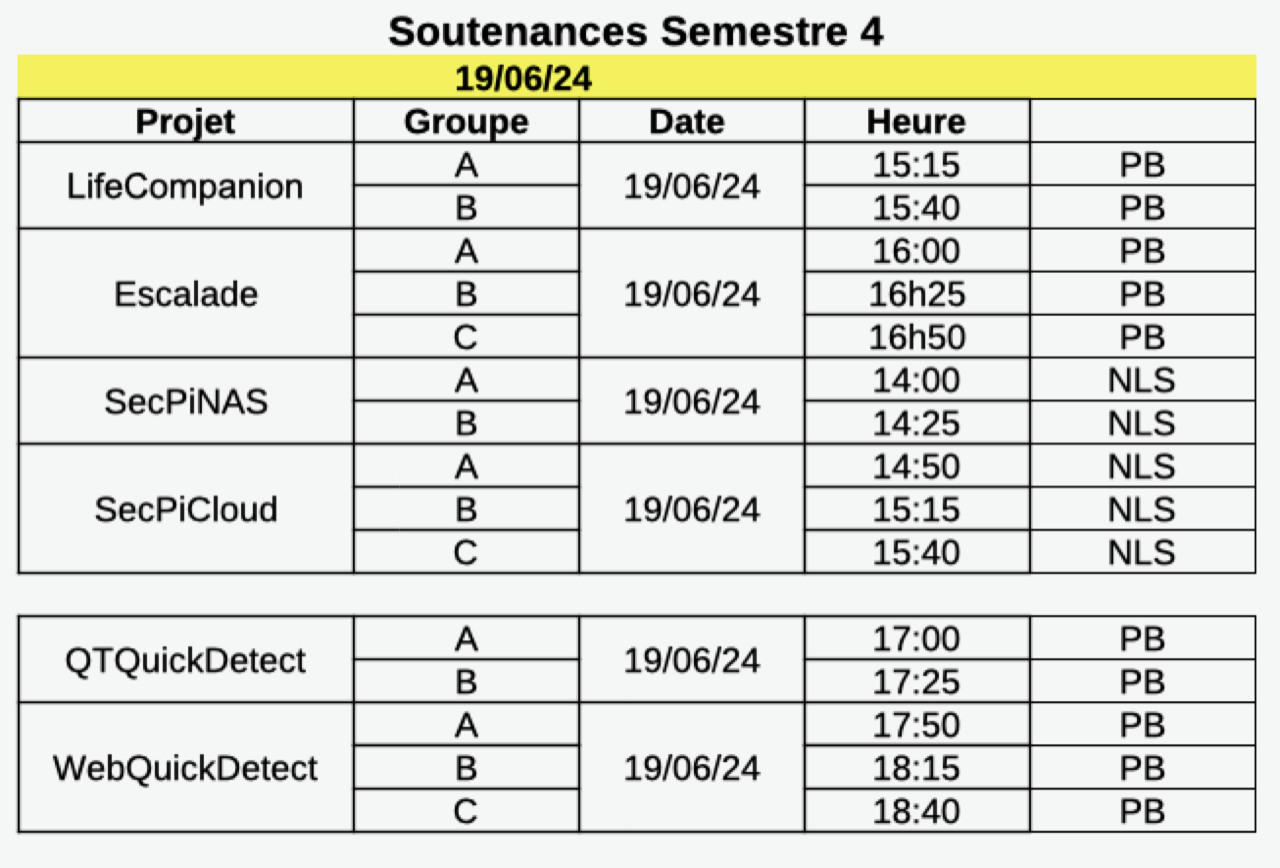 Soutenances Semestre 4
19/06/24
Projet Groupe Date Heure
LifeCompanion A 19/06/24 15:15 PB
B 15:40 PB
Escalade A 19/06/24 16:00 PB
B 16h25 PB
C 16h50 PB
SecPiNAS A 19/06/24 14:00 NLS
B 14:25 NLS
SecPiCloud A 19/06/24 14:50 NLS
B 15:15 NLS
C 15:40 NLS
QTQuickDetect A 19/06/24 17:00 PB
B 17:25 PB
WebQuickDetect A 19/06/24 17:50 PB
B 18:15 PB
C 18:40 PB